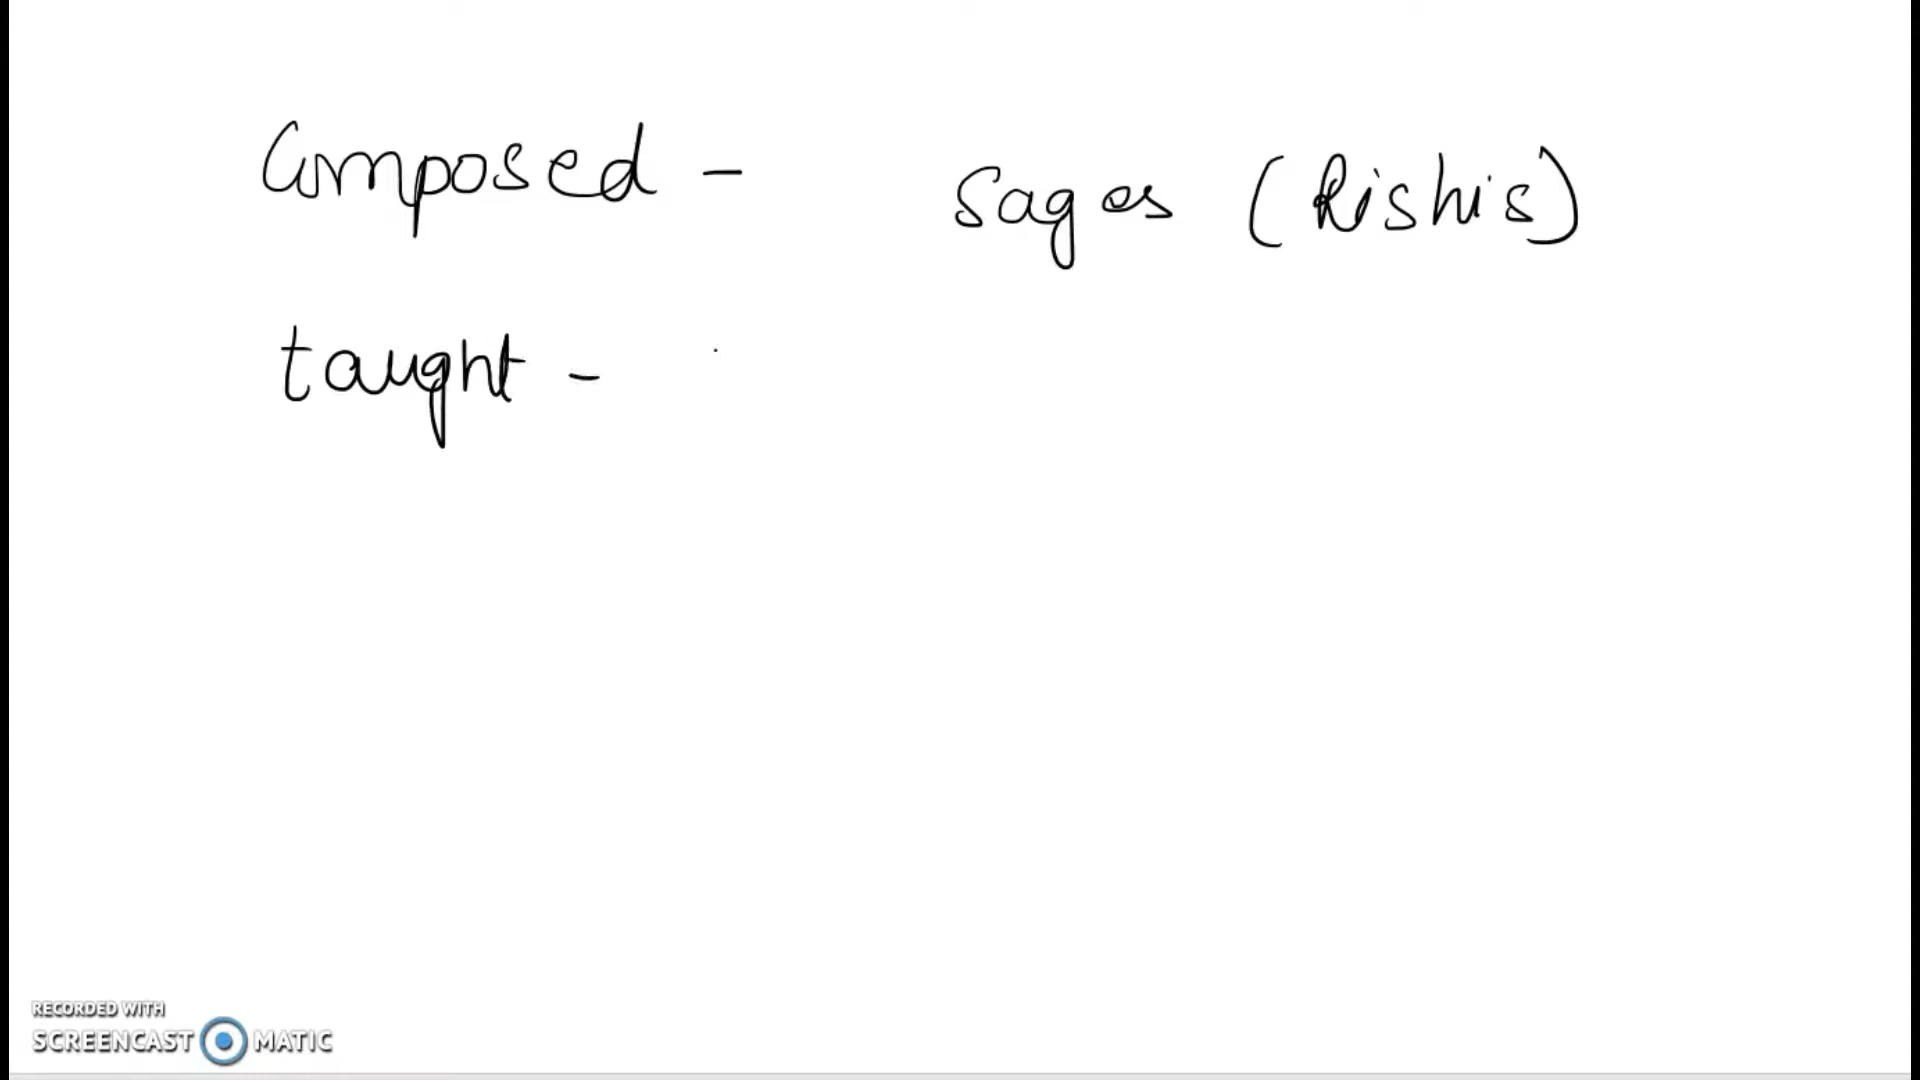 Composed - Sages (Rishis)
taught -
RECORDED WITH
SCREENCAST MATIC